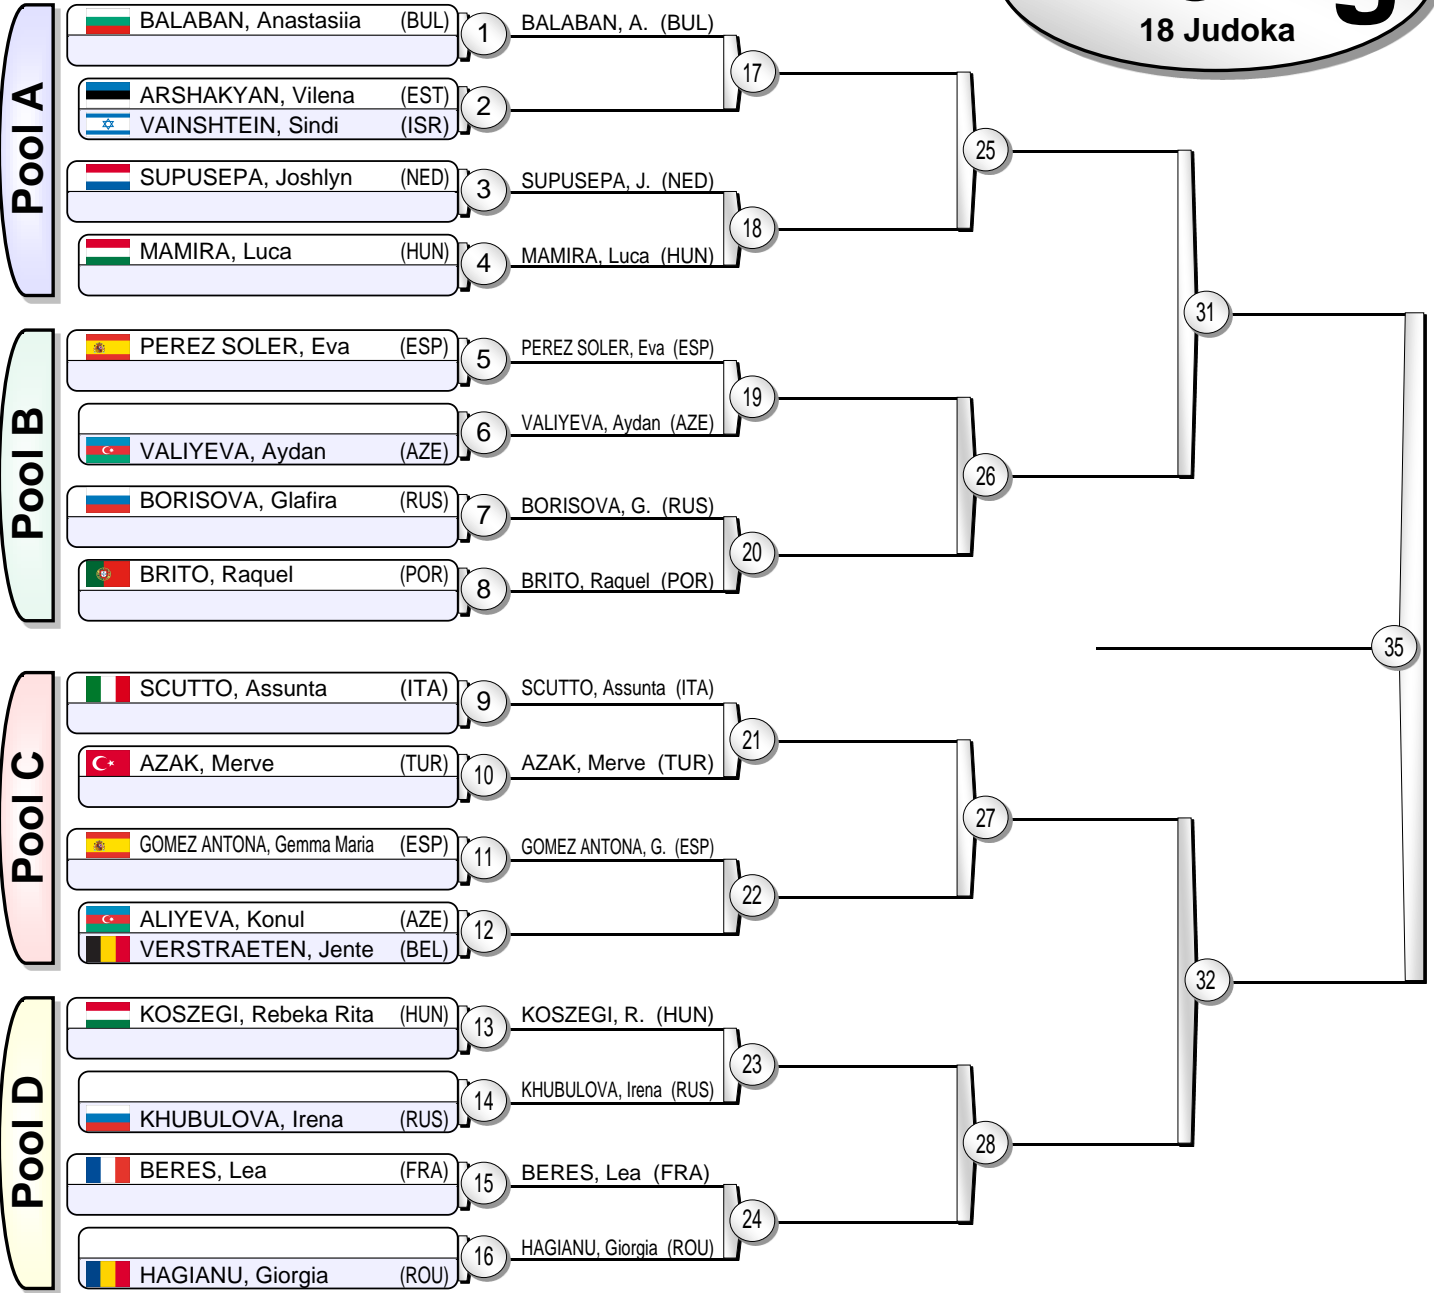 18 Judoka
Pool A
BALABAN, Anastasiia (BUL)
1
BALABAN, A. (BUL)
17
ARSHAKYAN, Vilena (EST)
VAINSHTEIN, Sindi (ISR)
2
25
SUPUSEPA, Joshlyn (NED)
3
SUPUSEPA, J. (NED)
18
MAMIRA, Luca (HUN)
4
MAMIRA, Luca (HUN)
31
Pool B
PEREZ SOLER, Eva (ESP)
5
PEREZ SOLER, Eva (ESP)
19
VALIYEVA, Aydan (AZE)
6
VALIYEVA, Aydan (AZE)
26
BORISOVA, Glafira (RUS)
7
BORISOVA, G. (RUS)
20
BRITO, Raquel (POR)
8
BRITO, Raquel (POR)
35
Pool C
SCUTTO, Assunta (ITA)
9
SCUTTO, Assunta (ITA)
21
AZAK, Merve (TUR)
10
AZAK, Merve (TUR)
27
GOMEZ ANTONA, Gemma Maria (ESP)
11
GOMEZ ANTONA, G. (ESP)
22
ALIYEVA, Konul (AZE)
VERSTRAETEN, Jente (BEL)
12
32
Pool D
KOSZEGI, Rebeka Rita (HUN)
13
KOSZEGI, R. (HUN)
23
KHUBULOVA, Irena (RUS)
14
KHUBULOVA, Irena (RUS)
28
BERES, Lea (FRA)
15
BERES, Lea (FRA)
24
HAGIANU, Giorgia (ROU)
16
HAGIANU, Giorgia (ROU)